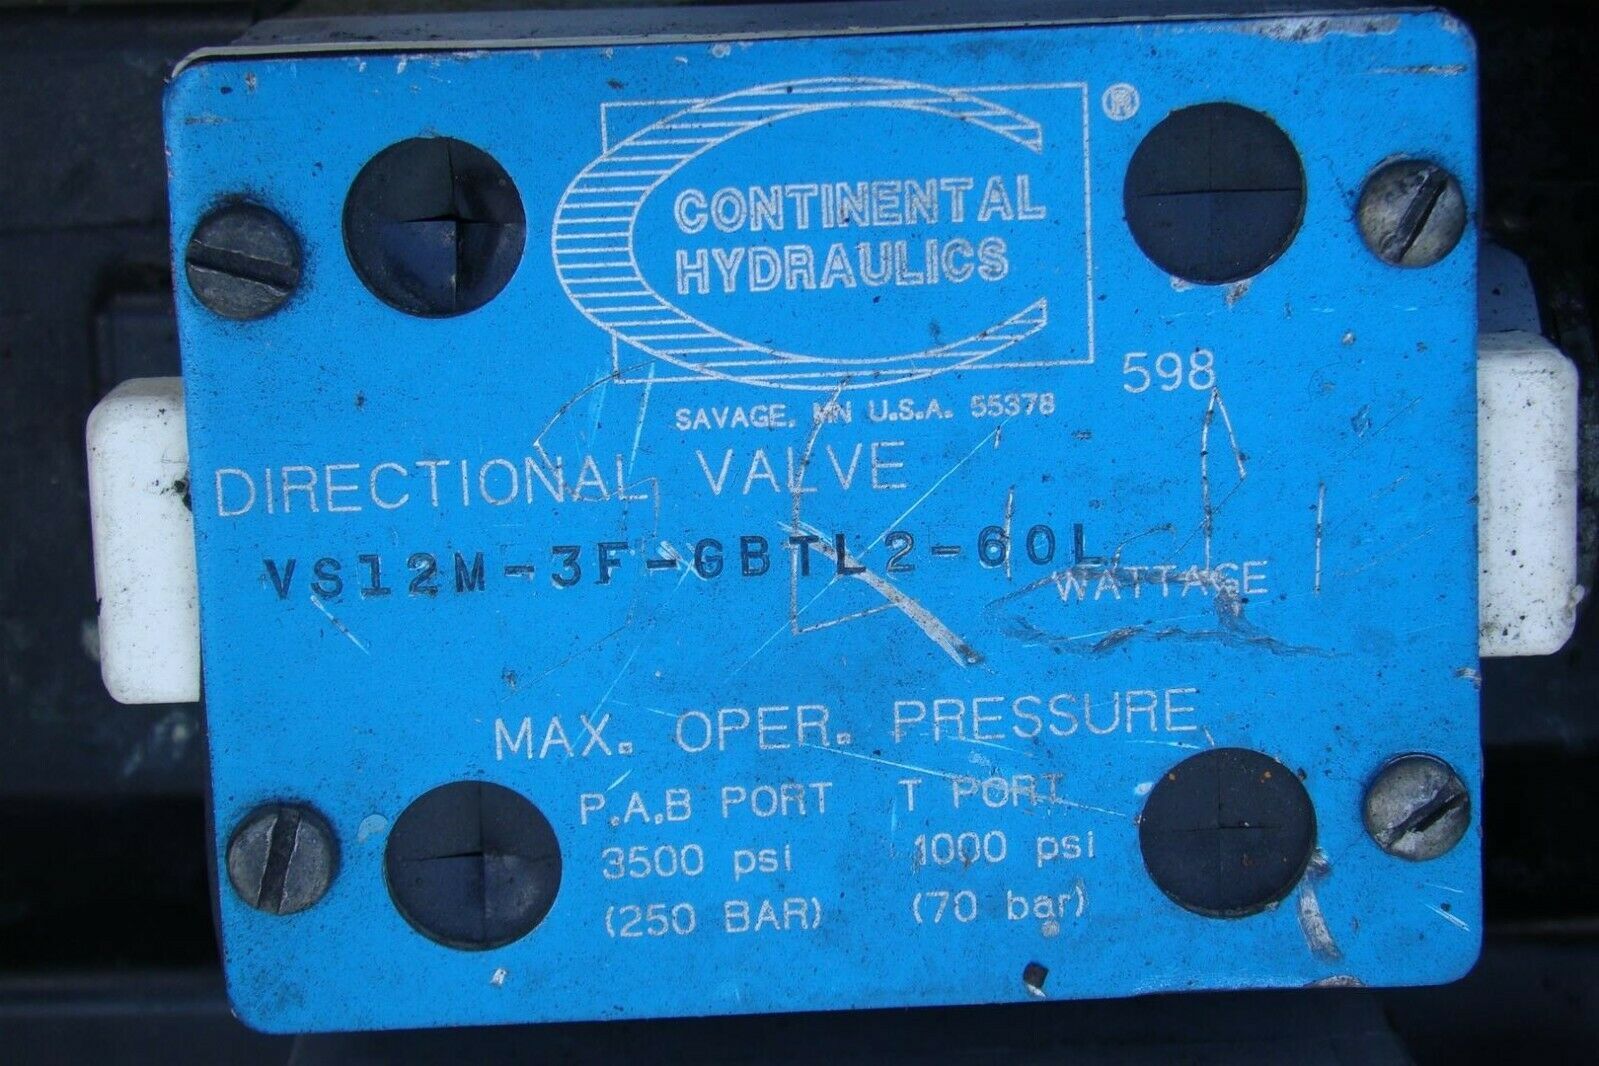 CONTINENTAL
HYDRAULICS
®
598
SAVAGE, MN U.S.A. 55378
DIRECTIONAL VALVE
VS12M-3F-GBTL2-60L
WATTAGE
MAX. OPER. PRESSURE
P.A.B PORT T PORT
3500 psi 1000 psi
(250 BAR) (70 bar)